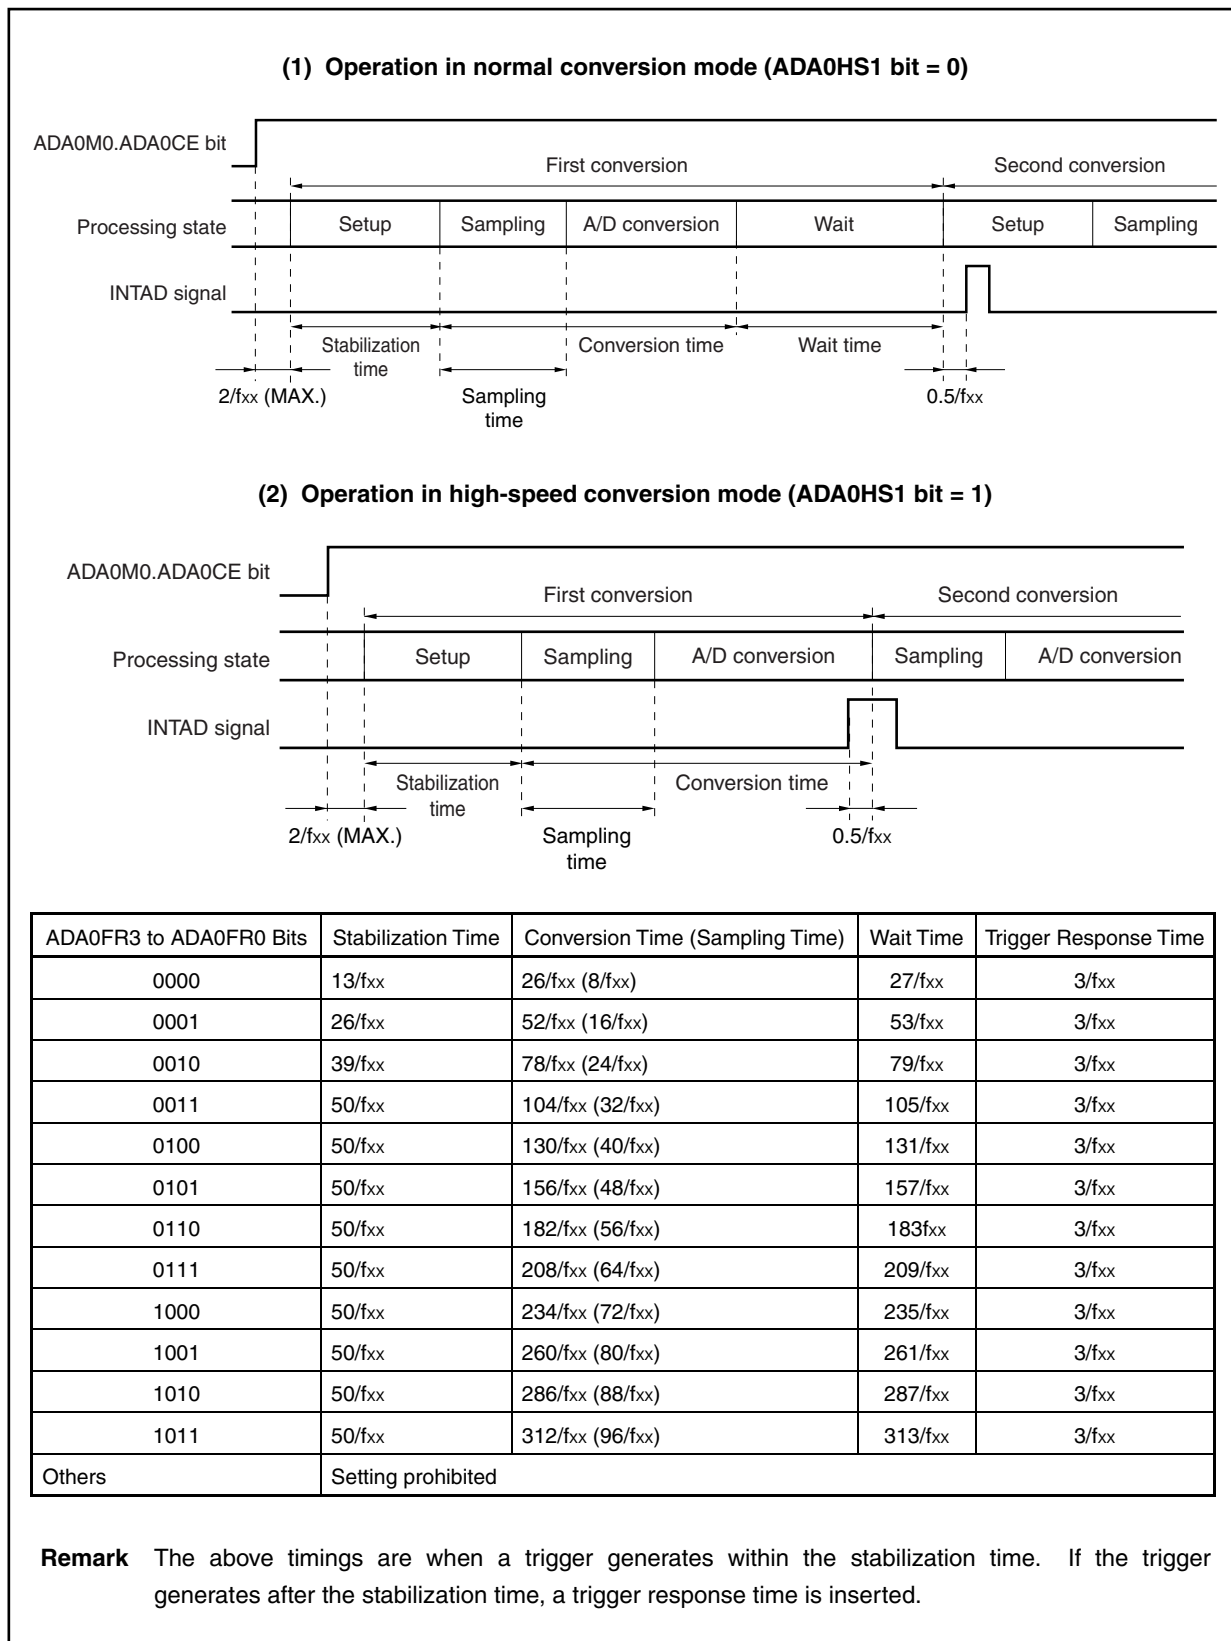 (1) Operation in normal conversion mode (ADA0HS1 bit = 0)
ADA0M0.ADA0CE bit
First conversion
Second conversion
Processing state
Setup
Sampling
A/D conversion
Wait
Setup
Sampling
INTAD signal
Stabilization
time
Conversion time
Wait time
2/fxx (MAX.)
Sampling
time
0.5/fxx
(2) Operation in high-speed conversion mode (ADA0HS1 bit = 1)
ADA0M0.ADA0CE bit
First conversion
Second conversion
Processing state
Setup
Sampling
A/D conversion
Sampling
A/D conversion
INTAD signal
Stabilization
time
Conversion time
2/fxx (MAX.)
Sampling
time
0.5/fxx
ADA0FR3 to ADA0FR0 Bits Stabilization Time Conversion Time (Sampling Time) Wait Time Trigger Response Time
0000 13/fxx 26/fxx (8/fxx) 27/fxx 3/fxx
0001 26/fxx 52/fxx (16/fxx) 53/fxx 3/fxx
0010 39/fxx 78/fxx (24/fxx) 79/fxx 3/fxx
0011 50/fxx 104/fxx (32/fxx) 105/fxx 3/fxx
0100 50/fxx 130/fxx (40/fxx) 131/fxx 3/fxx
0101 50/fxx 156/fxx (48/fxx) 157/fxx 3/fxx
0110 50/fxx 182/fxx (56/fxx) 183fxx 3/fxx
0111 50/fxx 208/fxx (64/fxx) 209/fxx 3/fxx
1000 50/fxx 234/fxx (72/fxx) 235/fxx 3/fxx
1001 50/fxx 260/fxx (80/fxx) 261/fxx 3/fxx
1010 50/fxx 286/fxx (88/fxx) 287/fxx 3/fxx
1011 50/fxx 312/fxx (96/fxx) 313/fxx 3/fxx
Others Setting prohibited
Remark The above timings are when a trigger generates within the stabilization time. If the trigger
generates after the stabilization time, a trigger response time is inserted.